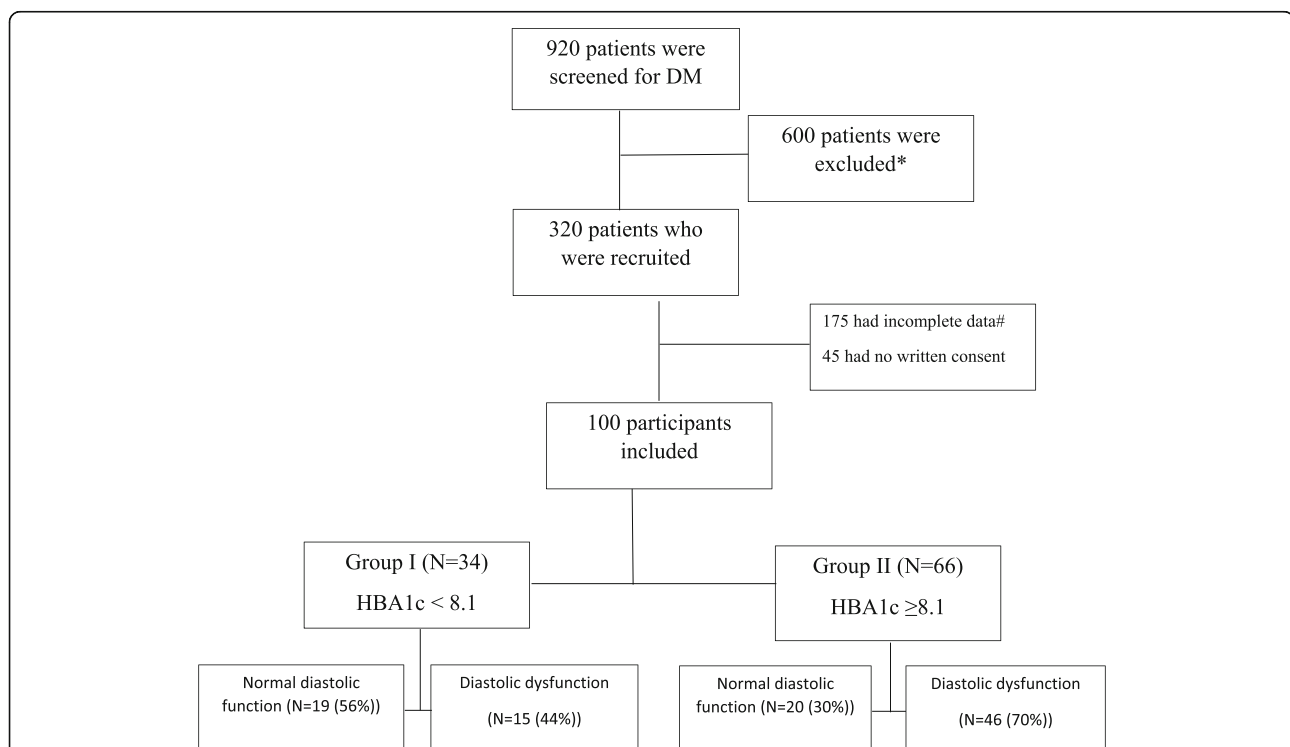 920 patients were
screened for DM
600 patients were
excluded*
320 patients who
were recruited
175 had incomplete data#
45 had no written consent
100 participants
included
Group I (N=34)
HBA1c < 8.1
Group II (N=66)
HBA1c ≥8.1
Normal diastolic
function (N=19 (56%))
Diastolic dysfunction
(N=15 (44%))
Normal diastolic
function (N=20 (30%))
Diastolic dysfunction
(N=46 (70%))